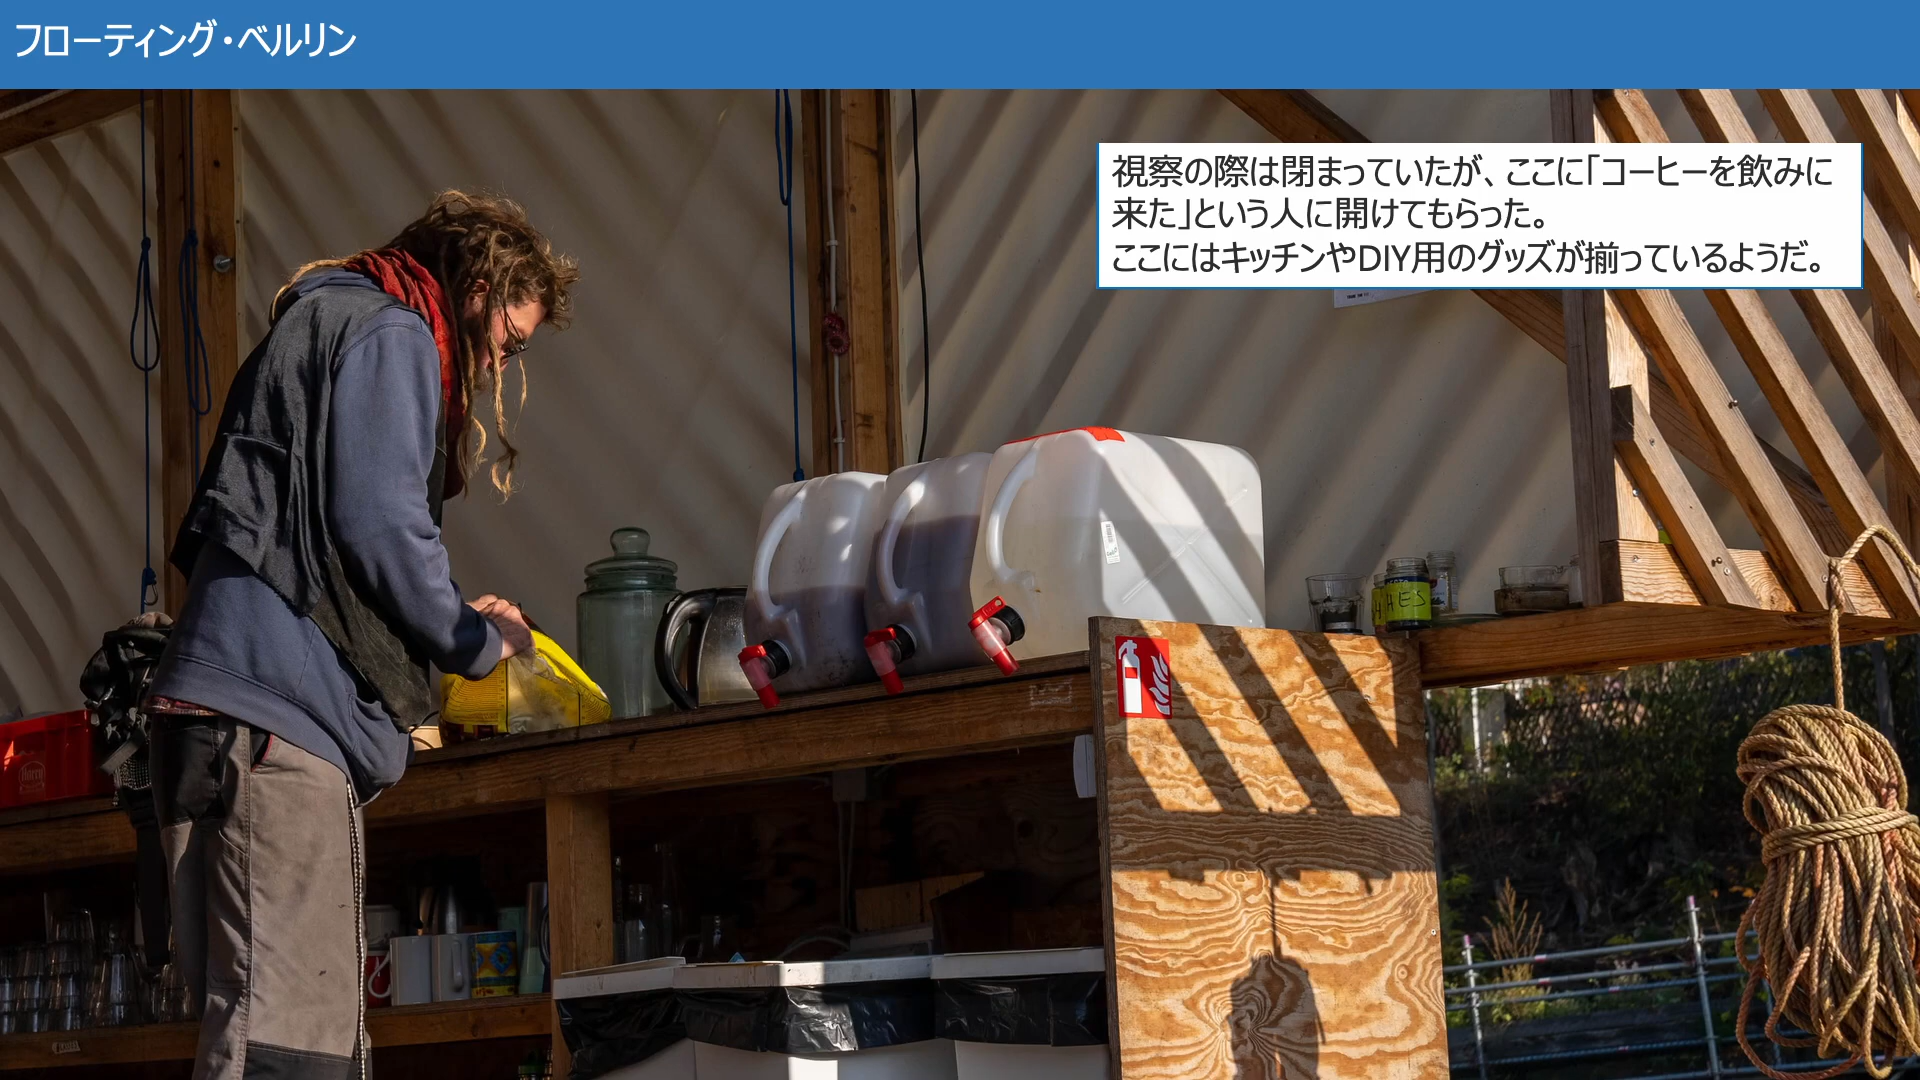 フローティング・ベルリン
視察の際は閉まっていたが、ここに「コーヒーを飲みに
来た」という人に開けてもらった。
ここにはキッチンやDIY用のグッズが揃っているようだ。
Harry